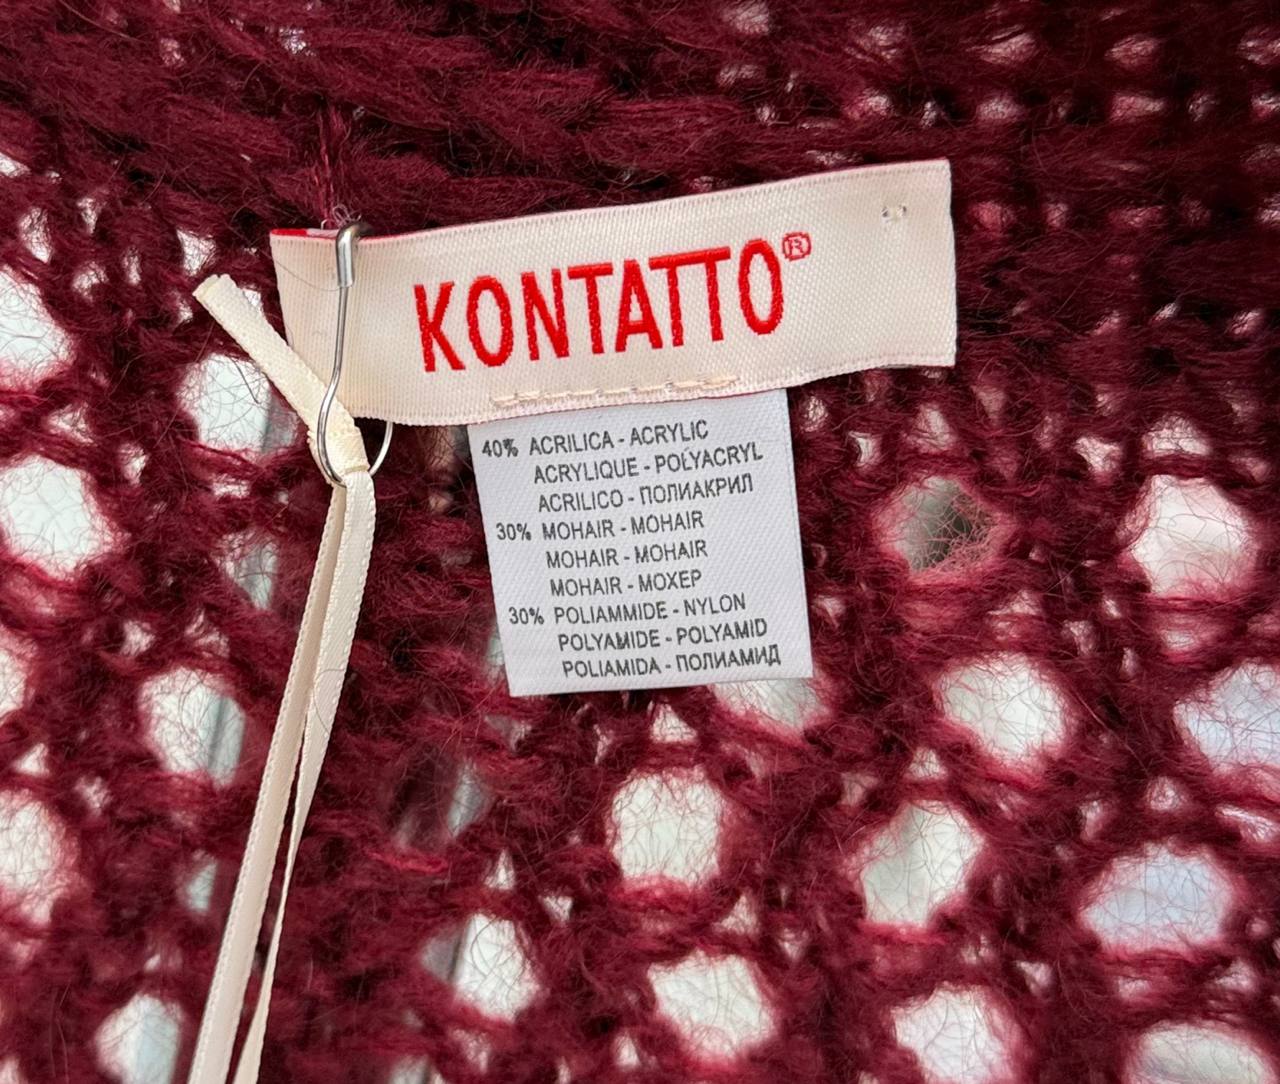 KONTATTO®
40% ACRILICA - ACRYLIC
ACRYLIQUE - POLYACRYL
ACRILICO - ПОЛИАКРИЛ
30% MOHAIR - MOHAIR
MOHAIR - MOHAIR
MOHAIR - МОХЕР
30% POLIAMMIDE - NYLON
POLYAMIDE - POLYAMID
POLIAMIDA - ПОЛИАМИД